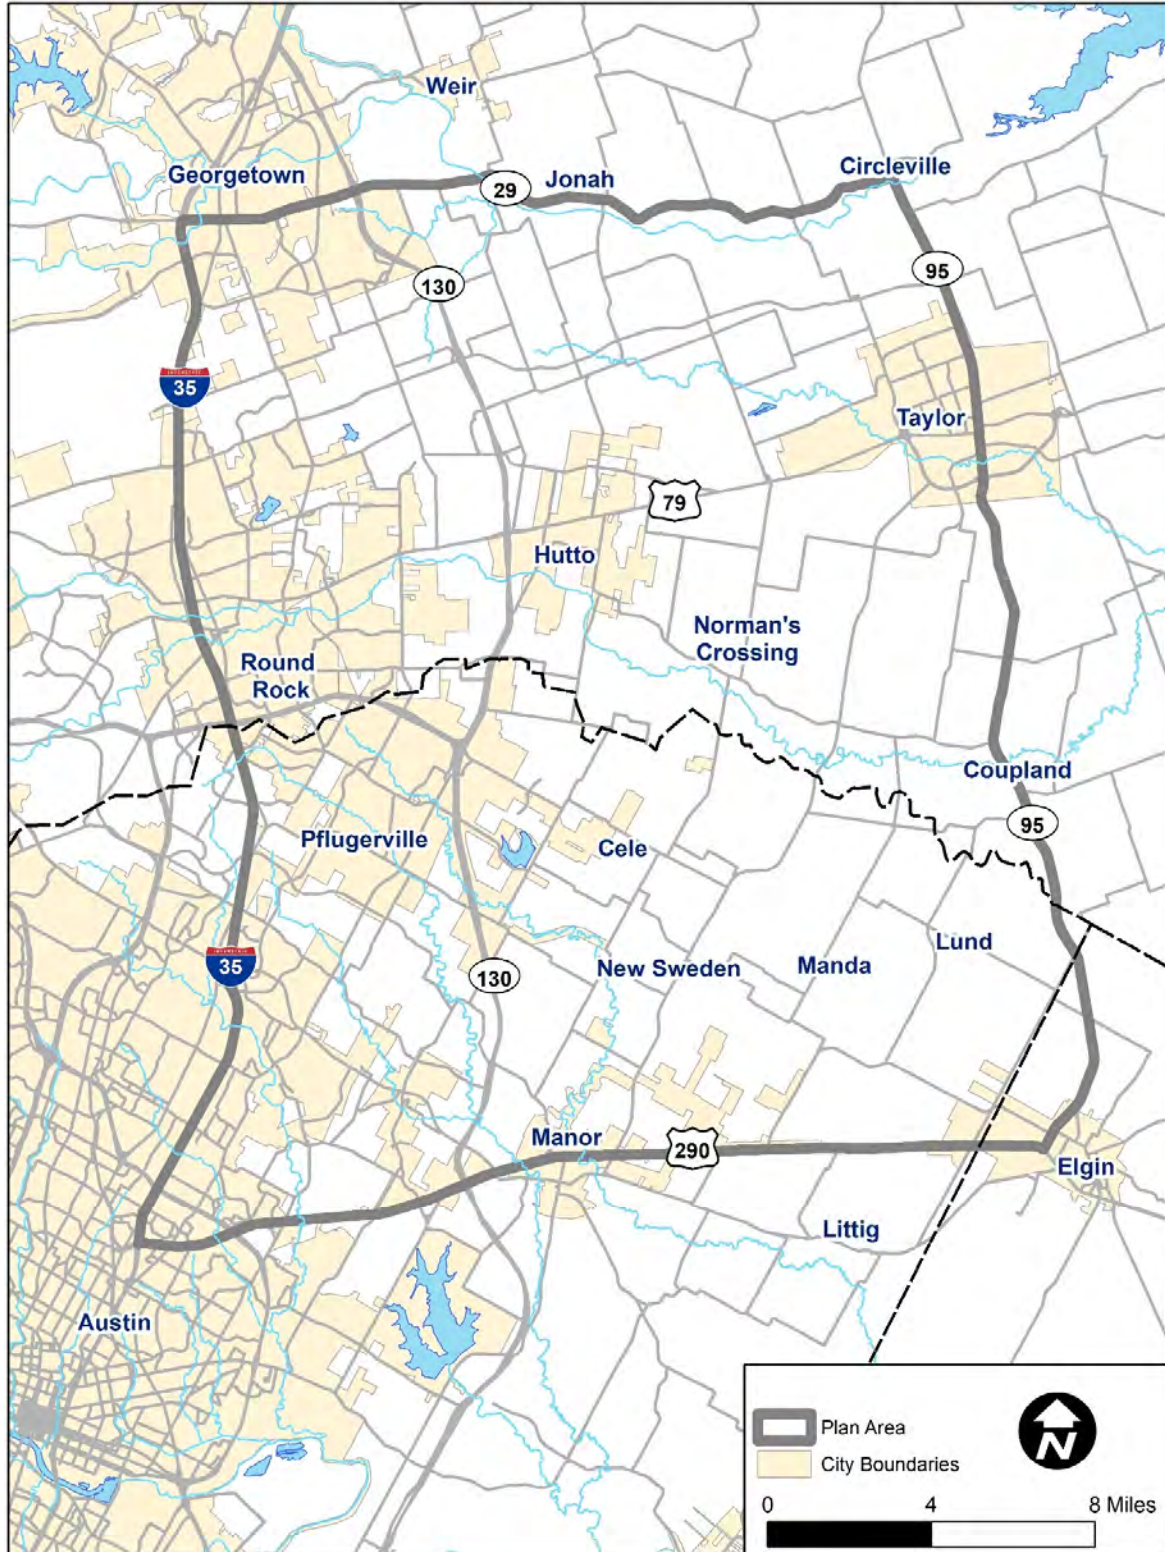 Weir
Georgetown
29
Jonah
Circleville
130
95
35
Taylor
79
Hutto
Norman's
Crossing
Round
Rock
Coupland
95
Pflugerville
Cele
Lund
35
130
New Sweden
Manda
Manor
290
Elgin
Littig
Austin
Plan Area
N
City Boundaries
0 4 8 Miles